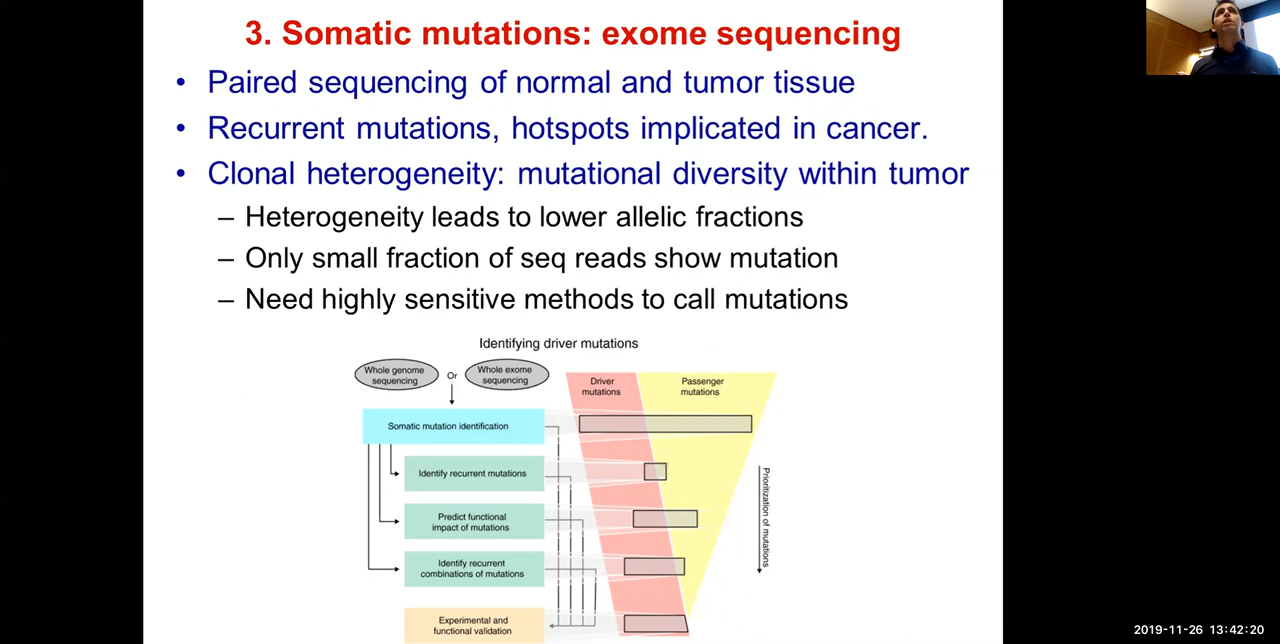 3. Somatic mutations: exome sequencing
• Paired sequencing of normal and tumor tissue
• Recurrent mutations, hotspots implicated in cancer.
• Clonal heterogeneity: mutational diversity within tumor
– Heterogeneity leads to lower allelic fractions
– Only small fraction of seq reads show mutation
– Need highly sensitive methods to call mutations
Identifying driver mutations
Whole genome
sequencing
Or
Whole exome
sequencing
Driver
mutations
Passenger
mutations
Somatic mutation identification
Identify recurrent mutations
Predict functional
impact of mutations
Identify recurrent
combinations of mutations
Experimental and
functional validation
Prioritization of mutations
2019-11-26 13:42:20